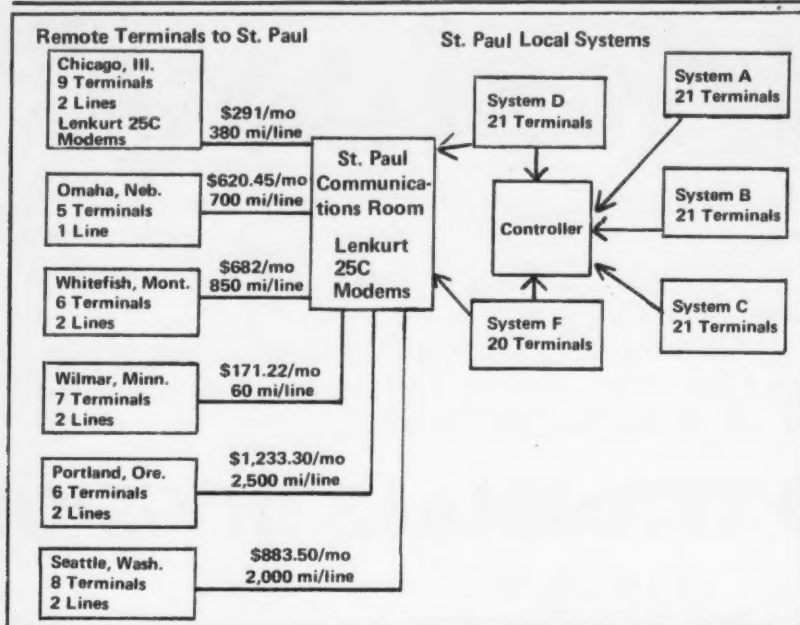 Remote Terminals to St. Paul
St. Paul Local Systems
Chicago, Ill.
9 Terminals
2 Lines
Lenkurt 25C
Modems
$291/mo
380 mi/line
Omaha, Neb.
5 Terminals
1 Line
$620.45/mo
700 mi/line
Whitefish, Mont.
6 Terminals
2 Lines
$682/mo
850 mi/line
Wilmar, Minn.
7 Terminals
2 Lines
$171.22/mo
60 mi/line
Portland, Ore.
6 Terminals
2 Lines
$1,233.30/mo
2,500 mi/line
Seattle, Wash.
8 Terminals
2 Lines
$883.50/mo
2,000 mi/line
St. Paul
Communica-
tions Room
Lenkurt
25C
Modems
System D
21 Terminals
Controller
System F
20 Terminals
System A
21 Terminals
System B
21 Terminals
System C
21 Terminals